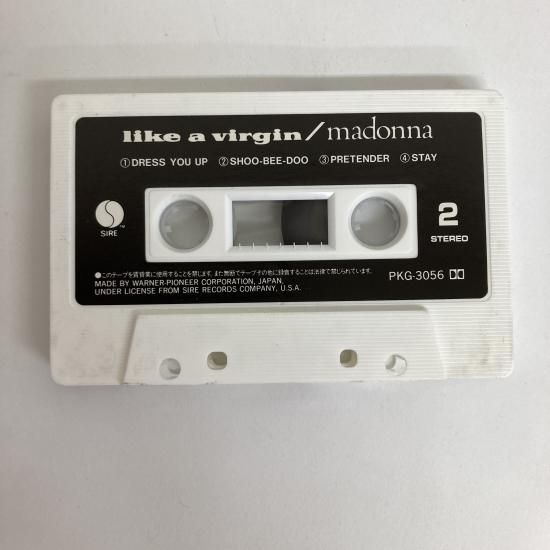 like a virgin/madonna
①DRESS YOU UP ②SHOO-BEE-DOO ③PRETENDER ④STAY
SIRE™
2
STEREO
●このテープを賃貸業に使用することを禁じます。また無断でテープその他に録音することは法律で禁じられています。
MADE BY WARNER-PIONEER CORPORATION, JAPAN,
UNDER LICENSE FROM SIRE RECORDS COMPANY, U.S.A.
PKG-3056